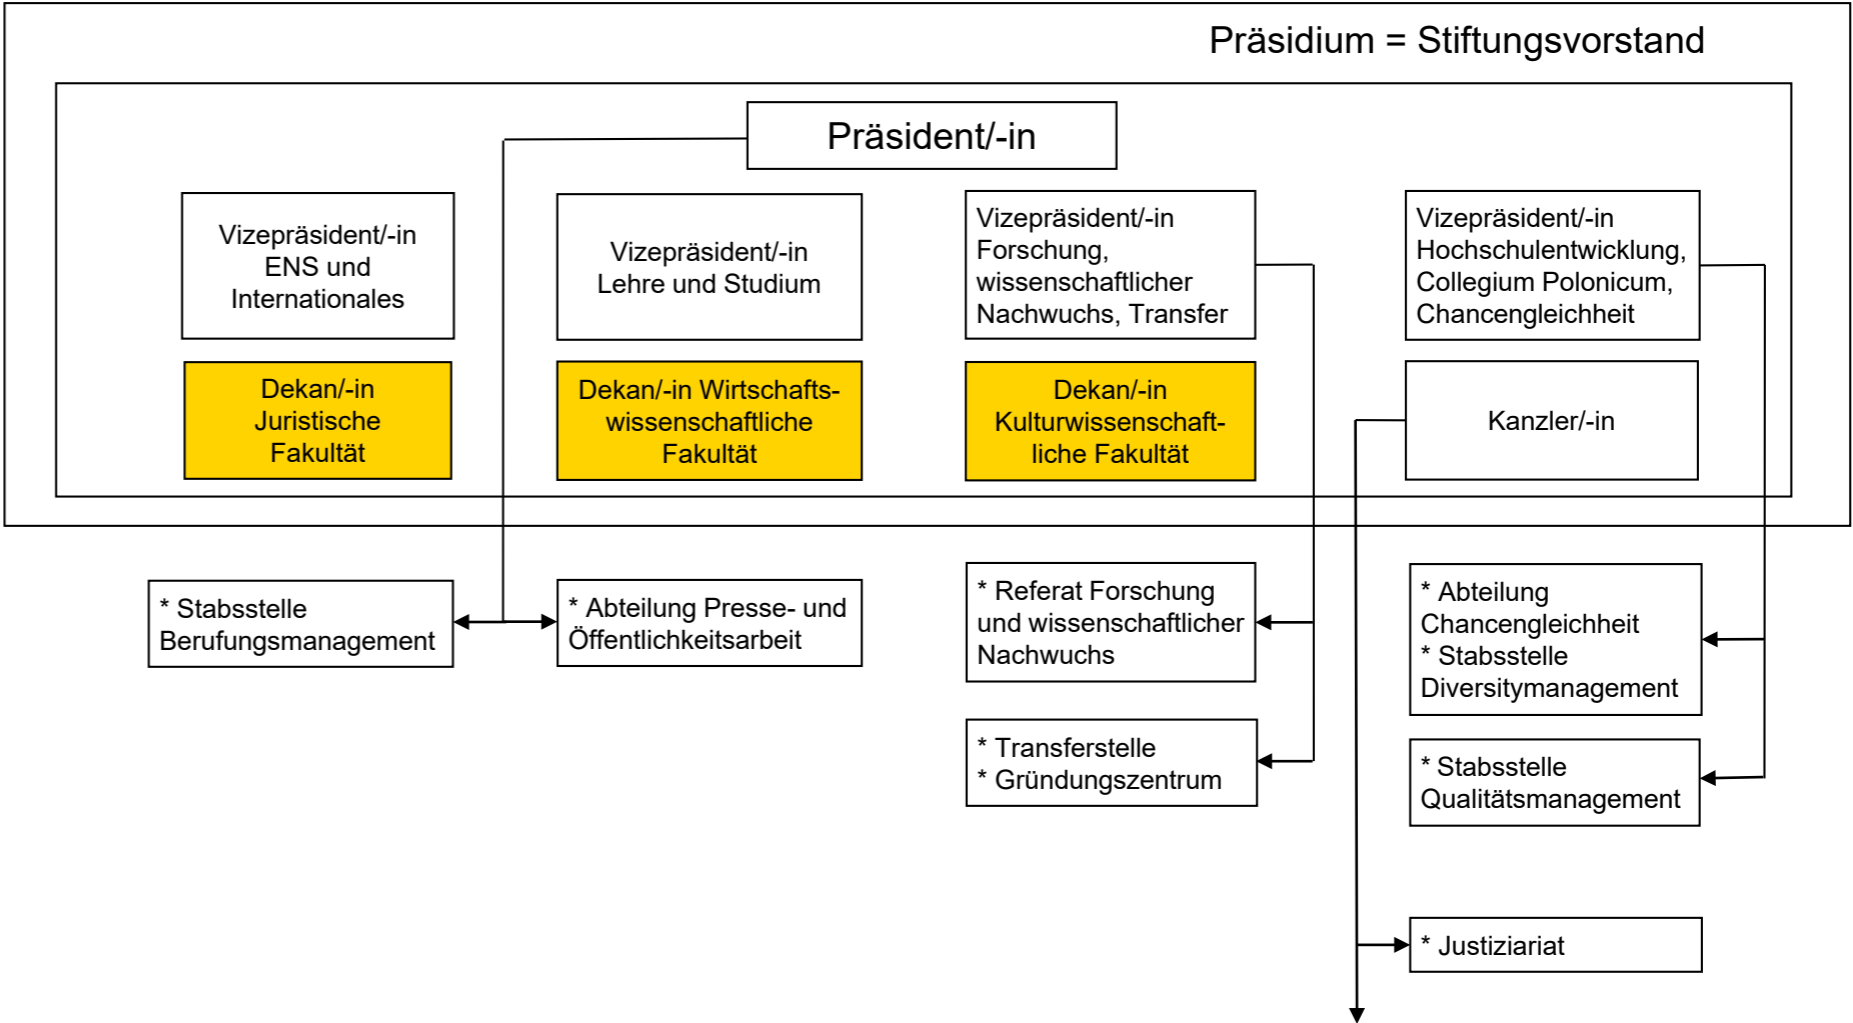 Präsidium = Stiftungsvorstand
Präsident/-in
Vizepräsident/-in
ENS und
Internationales
Vizepräsident/-in
Lehre und Studium
Vizepräsident/-in
Forschung,
wissenschaftlicher
Nachwuchs, Transfer
Vizepräsident/-in
Hochschulentwicklung,
Collegium Polonicum,
Chancengleichheit
Dekan/-in
Juristische
Fakultät
Dekan/-in Wirtschafts-
wissenschaftliche
Fakultät
Dekan/-in
Kulturwissenschaft-
liche Fakultät
Kanzler/-in
* Stabsstelle
Berufungsmanagement
* Abteilung Presse- und
Öffentlichkeitsarbeit
* Referat Forschung
und wissenschaftlicher
Nachwuchs
* Abteilung
Chancengleichheit
* Stabsstelle
Diversitymanagement
* Transferstelle
* Gründungszentrum
* Stabsstelle
Qualitätsmanagement
* Justiziariat